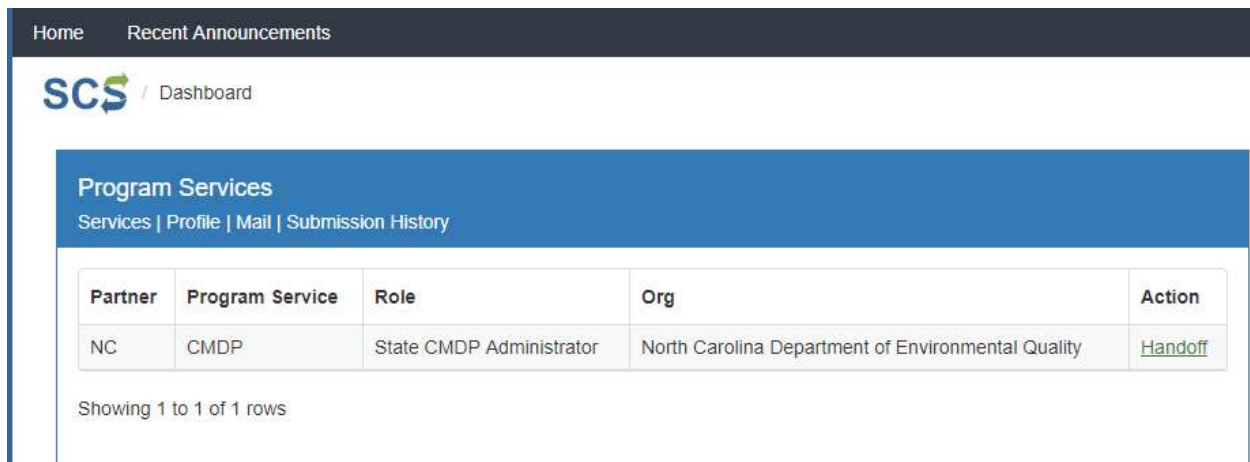 Home Recent Announcements
SCS / Dashboard
Program Services
Services | Profile | Mail | Submission History
Partner Program Service Role Org Action
NC CMDP State CMDP Administrator North Carolina Department of Environmental Quality Handoff
Showing 1 to 1 of 1 rows